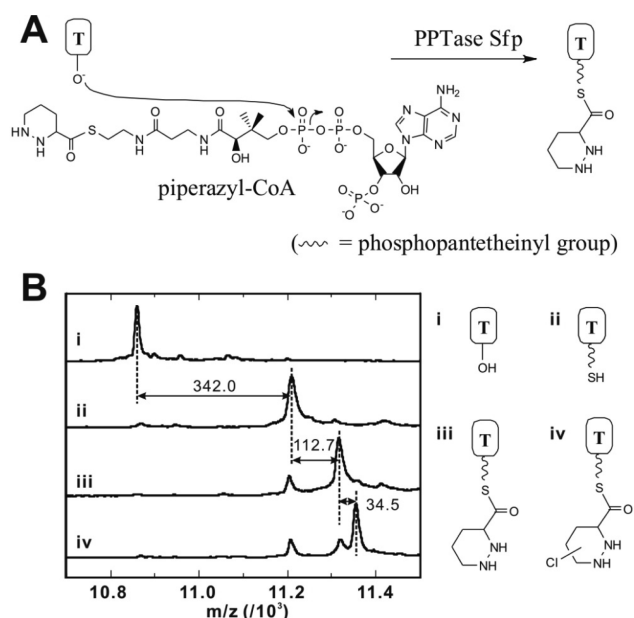 A
T
O-
PPTase Sfp
T
S
O
NH
N
H
HN
N
H
O
S
N
H
O
N
H
O
OH
O
O
P
O-
O
O
P
O-
O
NH2
N
N
N
N
O
O
OH
O
P
O-
O-
piperazyl-CoA
( = phosphopantetheinyl group)
B
i
342.0
ii
112.7
iii
34.5
iv
10.8 11.0 11.2 11.4
m/z (/10³)
i
T
OH
ii
T
SH
iii
T
S
O
NH
NH
iv
T
S
O
Cl
NH
N
H